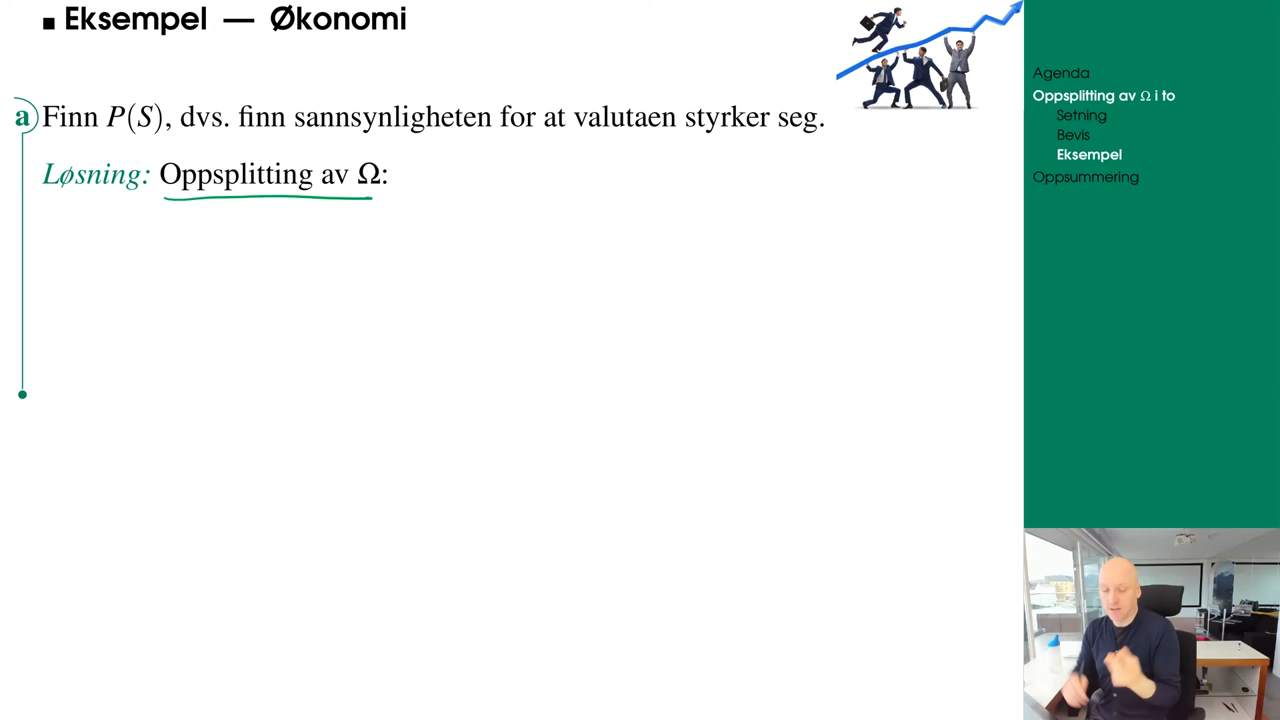 Eksempel — Økonomi
a Finn P(S), dvs. finn sannsynligheten for at valutaen styrker seg.
Løsning: Oppsplitting av Ω:
Agenda
Oppsplitting av Ω i to
Setning
Bevis
Eksempel
Oppsummering